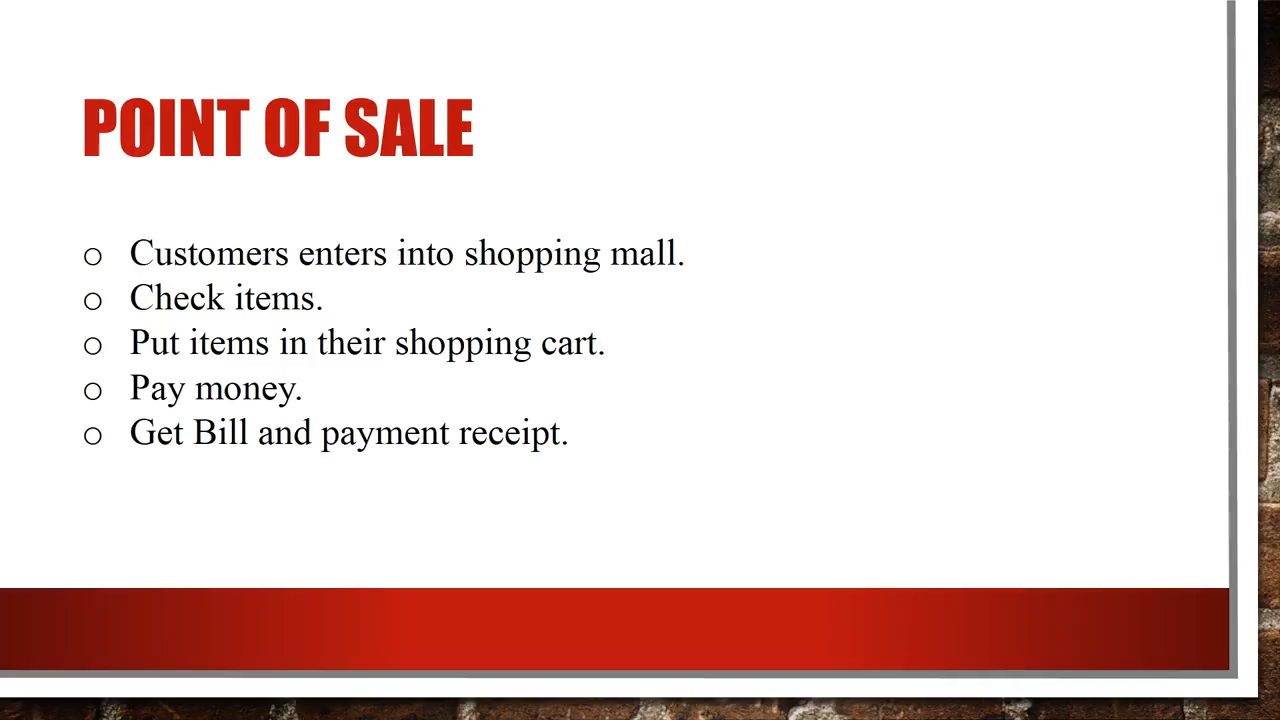 POINT OF SALE
o Customers enters into shopping mall.
o Check items.
o Put items in their shopping cart.
o Pay money.
o Get Bill and payment receipt.